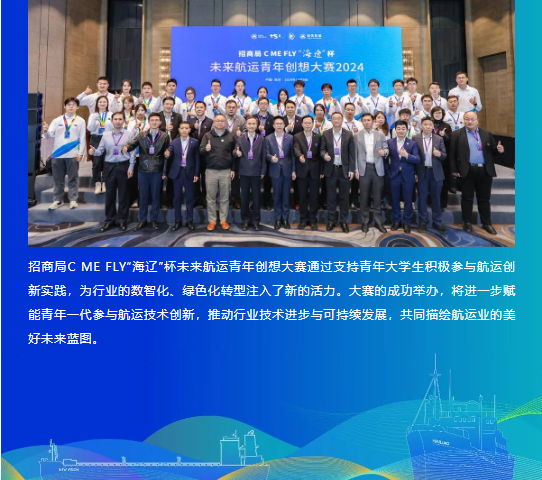 招商局C ME FLY“海辽”杯
未来航运青年创想大赛2024
招商局C ME FLY“海辽”杯未来航运青年创想大赛通过支持青年大学生积极参与航运创
新实践，为行业的数智化、绿色化转型注入了新的活力。大赛的成功举办，将进一步赋
能青年一代参与航运技术创新，推动行业技术进步与可持续发展，共同描绘航运业的美
好未来蓝图。